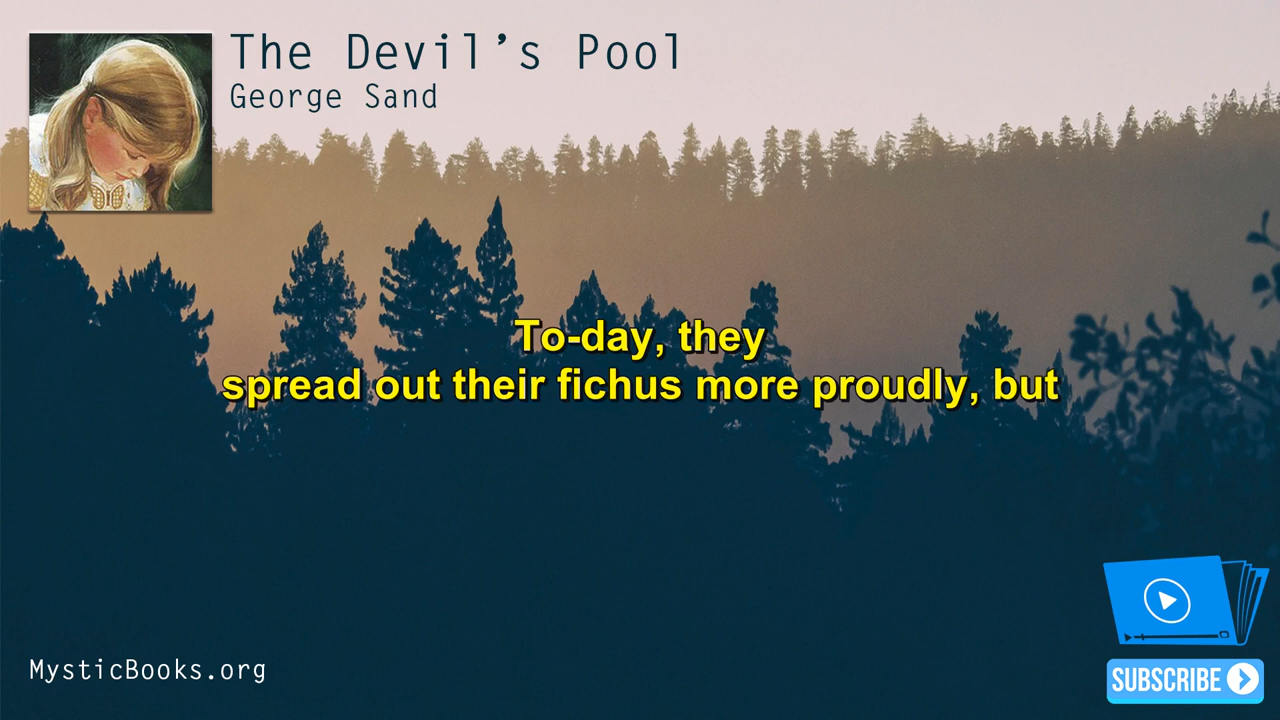 The Devil's Pool
George Sand
To-day, they
spread out their fichus more proudly, but
MysticBooks.org
SUBSCRIBE